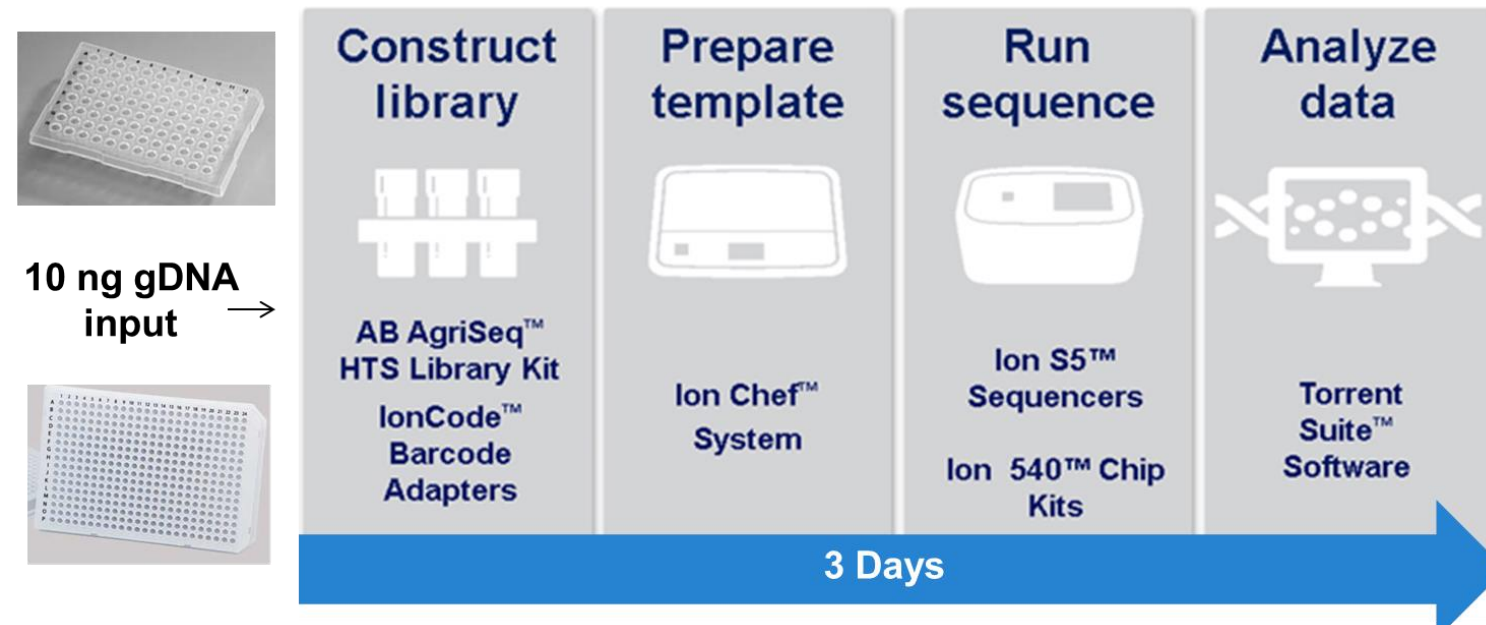 10 ng gDNA
input
Construct
library
AB AgriSeq™
HTS Library Kit
IonCode™
Barcode
Adapters
Prepare
template
Ion Chef™
System
Run
sequence
Ion S5™
Sequencers
Ion 540™ Chip
Kits
Analyze
data
Torrent
Suite™
Software
3 Days